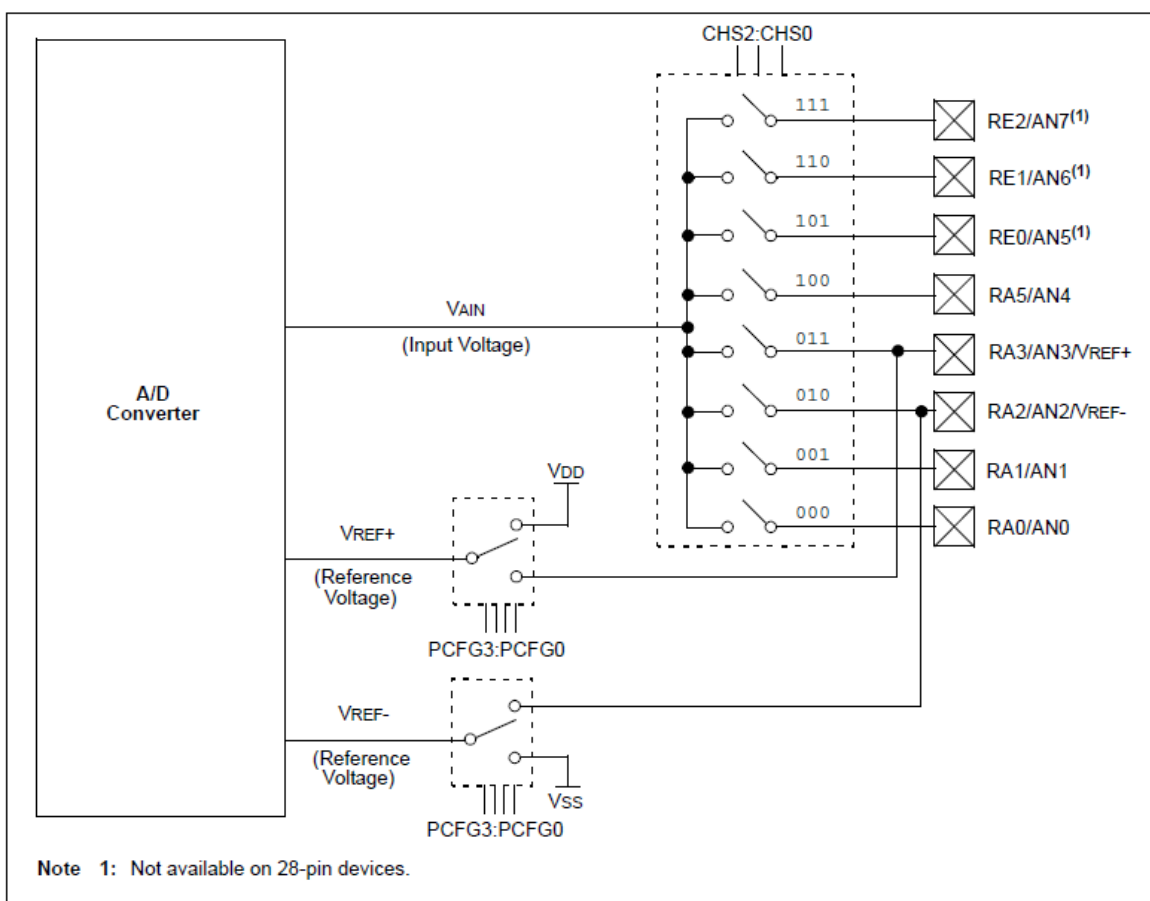 CHS2:CHS0
111
RE2/AN7(1)
110
RE1/AN6(1)
101
RE0/AN5(1)
100
RA5/AN4
VAIN
(Input Voltage)
011
RA3/AN3/VREF+
A/D
Converter
010
RA2/AN2/VREF-
001
RA1/AN1
VDD
000
RA0/AN0
VREF+
(Reference
Voltage)
PCFG3:PCFG0
VREF-
(Reference
Voltage)
VSS
PCFG3:PCFG0
Note 1: Not available on 28-pin devices.